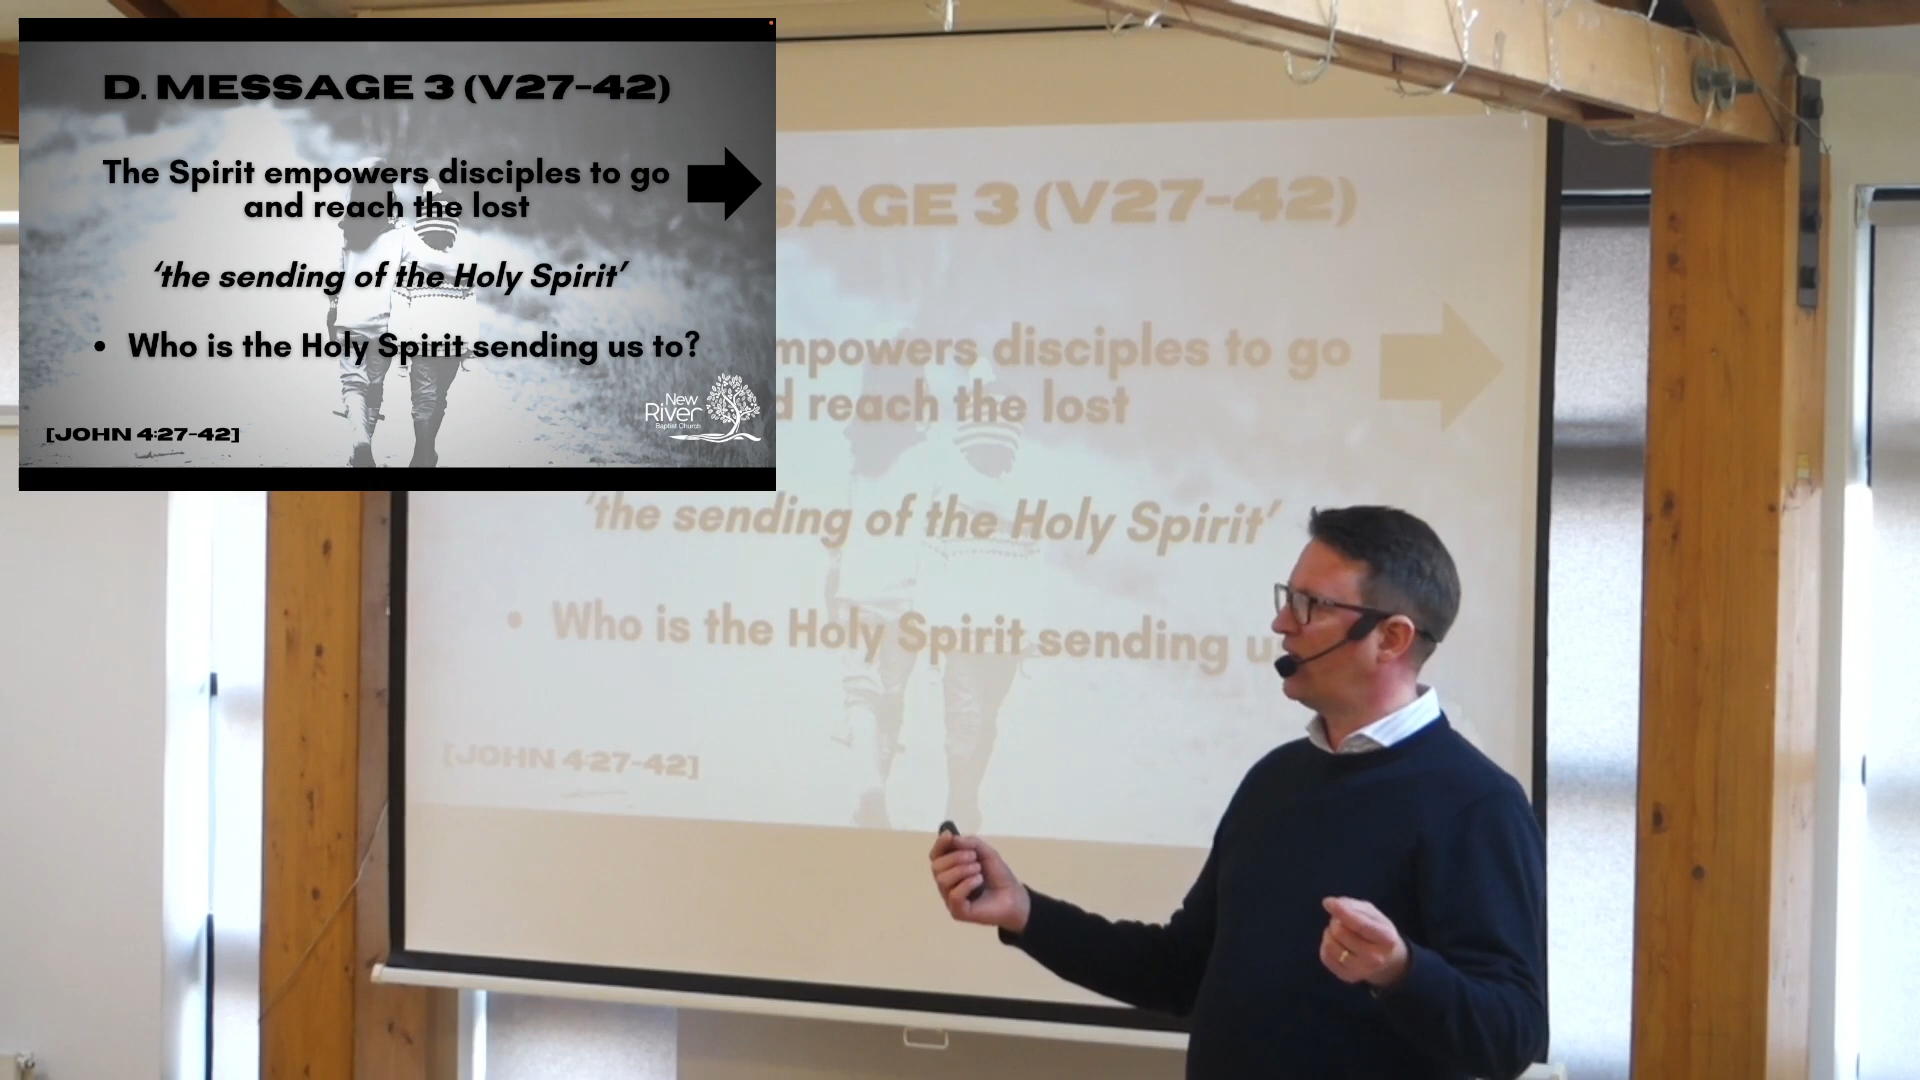 D. MESSAGE 3 (V27-42)
The Spirit empowers disciples to go
and reach the lost
‘the sending of the Holy Spirit’
• Who is the Holy Spirit sending us to?
New
River
Baptist Church
[JOHN 4:27-42]
SAGE 3 (V27-42)
mpowers disciples to go
d reach the lost
‘the sending of the Holy Spirit’
• Who is the Holy Spirit sending u
[JOHN 4:27-42]